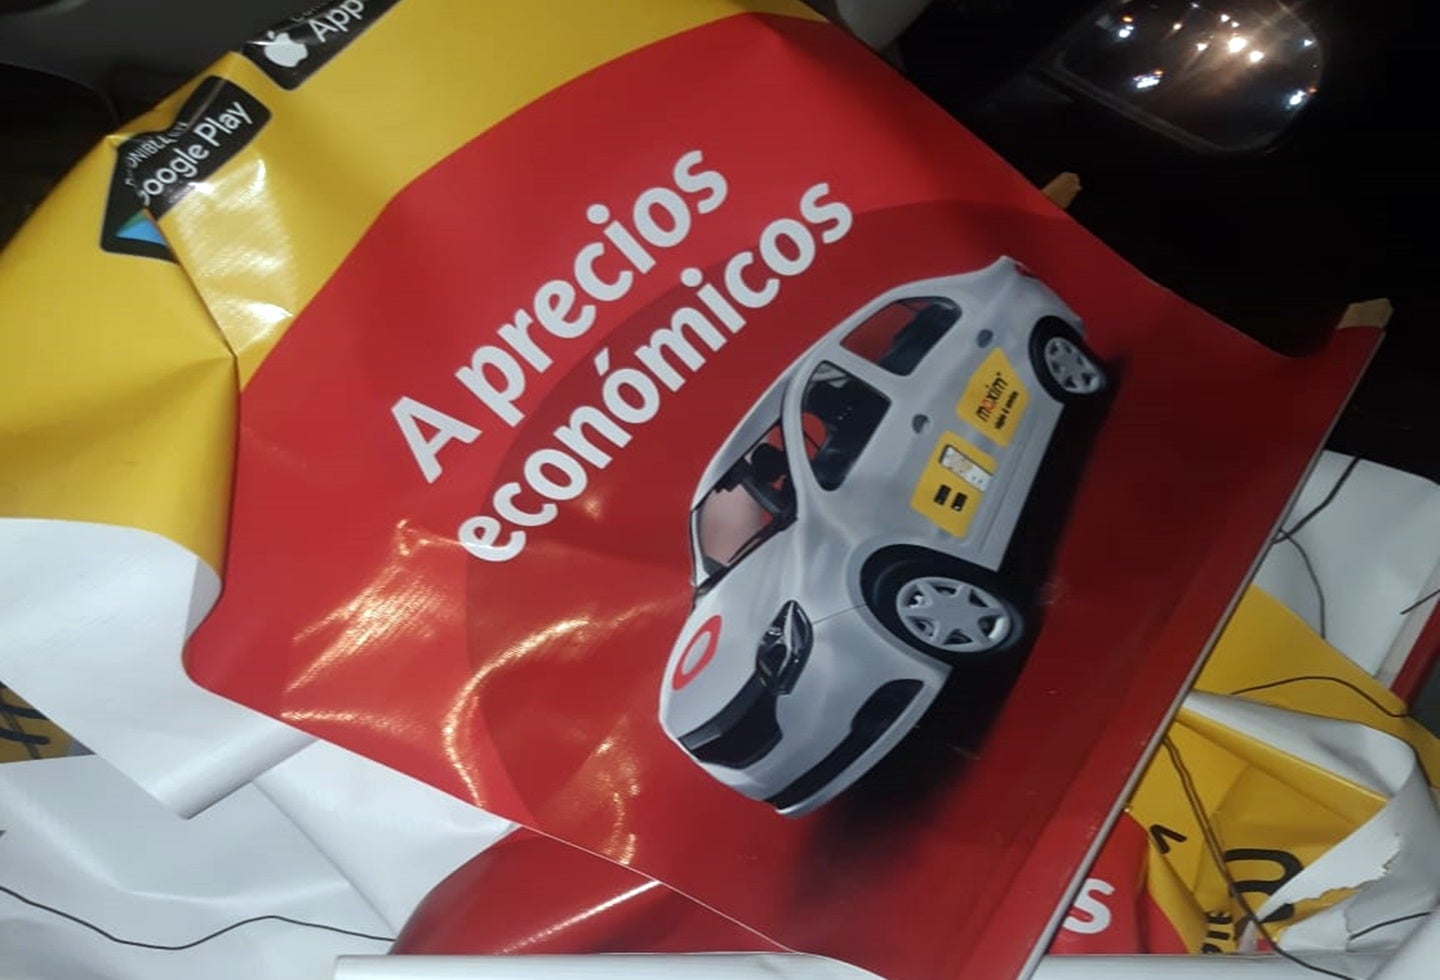 App
Google Play
A precios
económicos
maxim
s